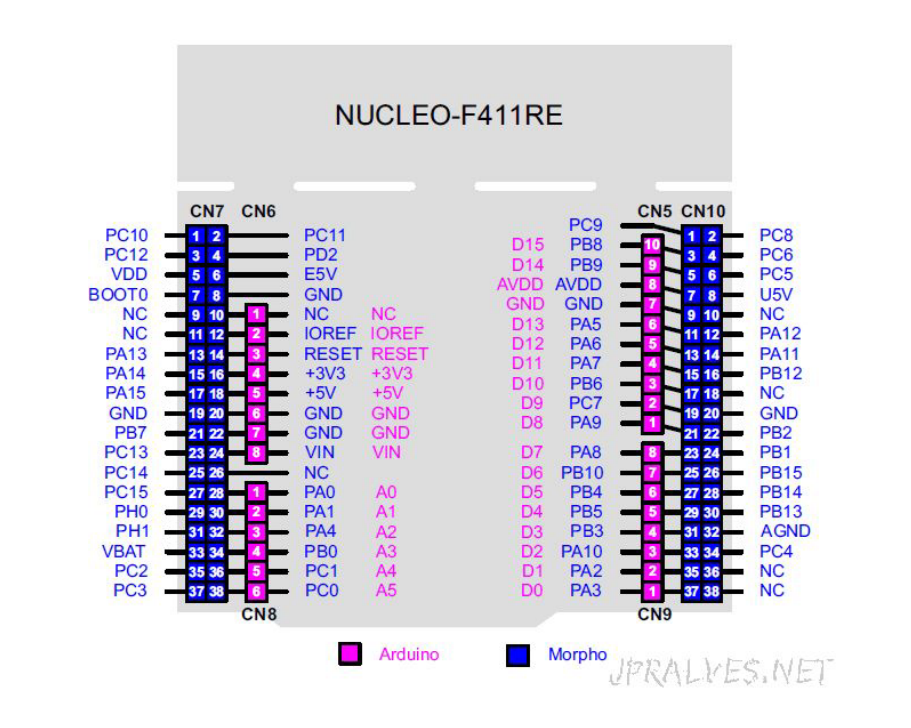 NUCLEO-F411RE
CN7 CN6 CN5 CN10
PC9
PC10 1 2 PC11 D15 PB8 10 1 2 PC8
PC12 3 4 PD2 D14 PB9 9 3 4 PC6
VDD 5 6 E5V AVDD AVDD 8 5 6 PC5
BOOT0 7 8 GND GND GND 7 7 8 U5V
NC 9 10 1 NC NC D13 PA5 6 9 10 NC
NC 11 12 2 IOREF IOREF D12 PA6 5 11 12 PA12
PA13 13 14 3 RESET RESET D11 PA7 4 13 14 PA11
PA14 15 16 4 +3V3 +3V3 D10 PB6 3 15 16 PB12
PA15 17 18 5 +5V +5V D9 PC7 2 17 18 NC
GND 19 20 6 GND GND D8 PA9 1 19 20 GND
PB7 21 22 7 GND GND 21 22 PB2
PC13 23 24 8 VIN VIN D7 PA8 8 23 24 PB1
PC14 25 26 NC D6 PB10 7 25 26 PB15
PC15 27 28 1 PA0 A0 D5 PB4 6 27 28 PB14
PH0 29 30 2 PA1 A1 D4 PB5 5 29 30 PB13
PH1 31 32 3 PA4 A2 D3 PB3 4 31 32 AGND
VBAT 33 34 4 PB0 A3 D2 PA10 3 33 34 PC4
PC2 35 36 5 PC1 A4 D1 PA2 2 35 36 NC
PC3 37 38 6 PC0 A5 D0 PA3 1 37 38 NC
CN8 CN9
Arduino Morpho
JPRALVES.NET